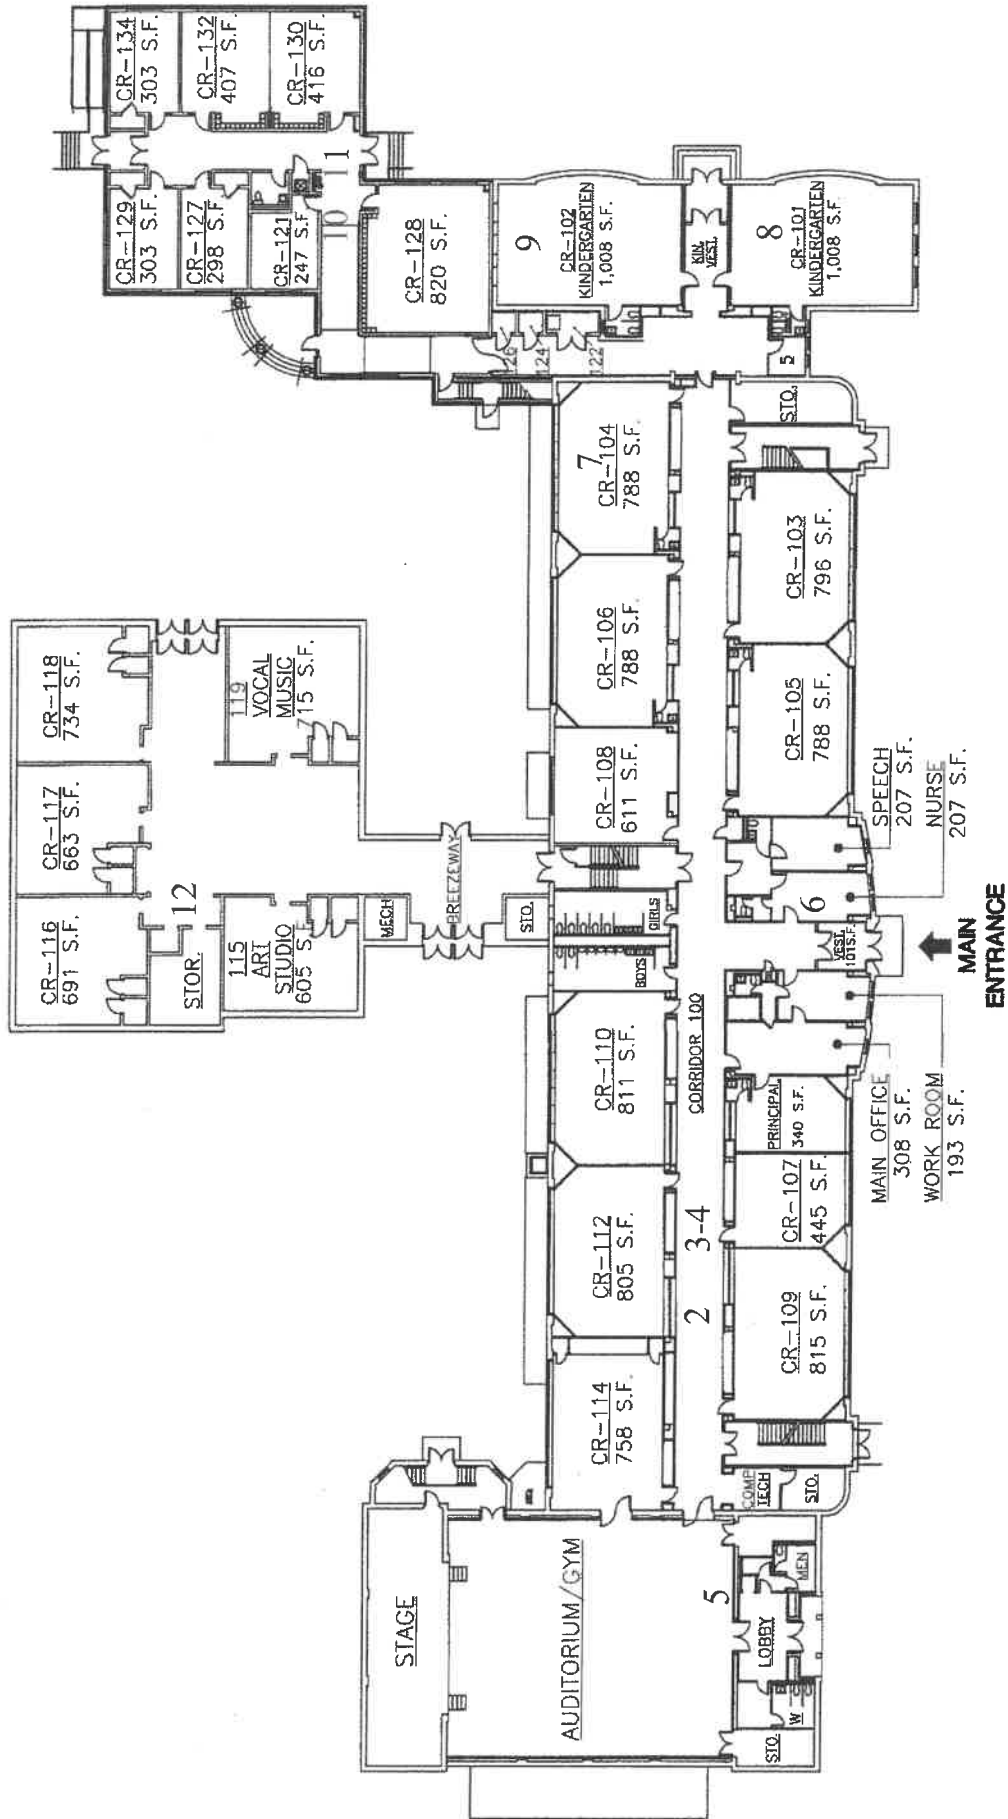 CR-134
303 S.F.
CR-132
407 S.F.
CR-130
416 S.F.
CR-129
303 S.F.
CR-127
298 S.F.
CR-121
247 S.F
11
10
CR-128
820 S.F.
9
CR-102
KINDERGARTEN
1,008 S.F.
KIN.
VEST.
8
CR-101
KINDERGARTEN
1,008 S.F.
126
124
122
5
STO.
CR-118
734 S.F.
119
VOCAL
MUSIC
715 S.F.
CR-117
663 S.F.
CR-116
691 S.F.
12
STOR.
115
ART
STUDIO
605 S.F
MECH
BREEZEWAY
STO.
7
CR-104
788 S.F.
CR-106
788 S.F.
CR-108
611 S.F.
CR-103
796 S.F.
CR-105
788 S.F.
GIRLS
BOYS
CORRIDOR 100
SPEECH
207 S.F.
NURSE
207 S.F.
6
VEST.
101S.F.
MAIN
ENTRANCE
CR-110
811 S.F.
CR-112
805 S.F.
CR-114
758 S.F.
2
3-4
PRINCIPAL
340 S.F.
MAIN OFFICE
308 S.F.
WORK ROOM
193 S.F.
CR-107
445 S.F.
CR-109
815 S.F.
COMP
TECH
STO.
STAGE
AUDITORIUM/GYM
5
MEN
LOBBY
W
STO.